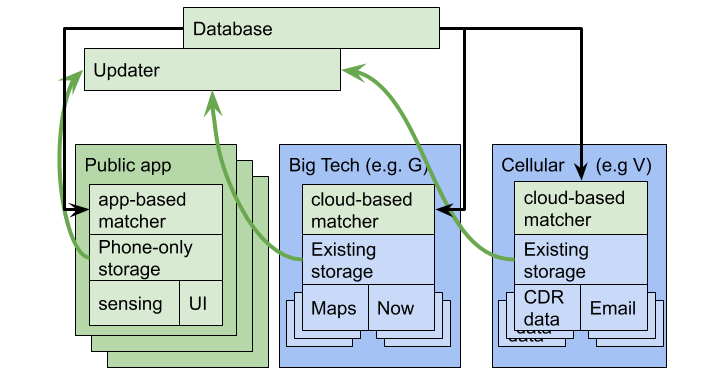 Database
Updater
Public app
app-based
matcher
Phone-only
storage
sensing
UI
Big Tech (e.g. G)
cloud-based
matcher
Existing
storage
Maps
Now
Cellular (e.g V)
cloud-based
matcher
Existing
storage
CDR
data
Email
data
data